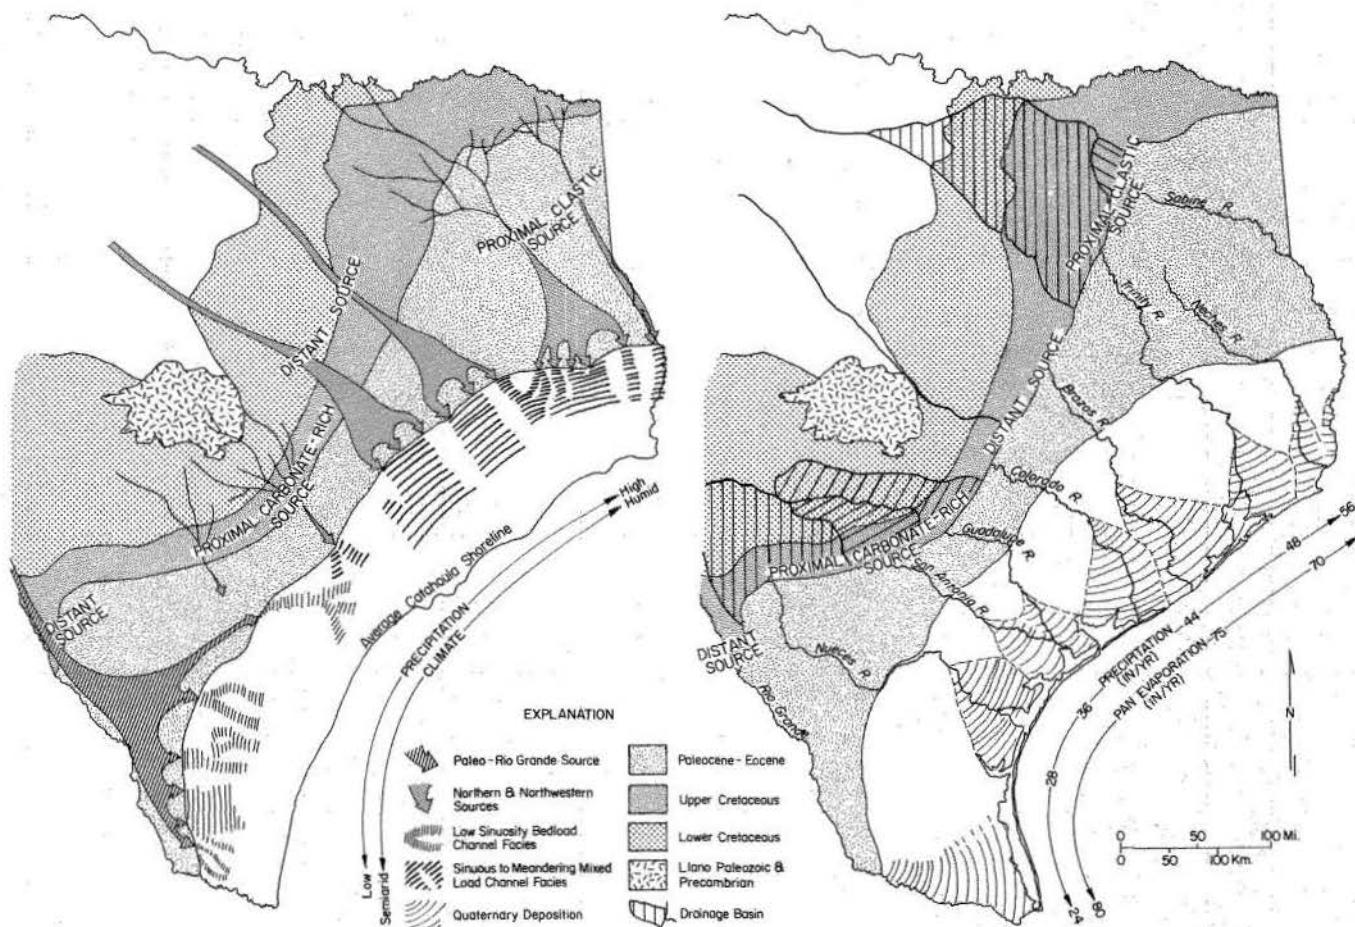 DISTANT SOURCE
PROXIMAL CLASTIC
SOURCE
PROXIMAL CARBONATE-RICH
SOURCE
DISTANT
SOURCE
Average Catahoula Shoreline
PRECIPITATION
CLIMATE
High
Humid
Low
Semiarid
EXPLANATION
Paleo-Rio Grande Source
Northern & Northwestern
Sources
Low Sinuosity Bedload
Channel Facies
Sinuous to Meandering Mixed
Load Channel Facies
Quaternary Deposition
Paleocene-Eocene
Upper Cretaceous
Lower Cretaceous
Llano Paleozoic &
Precambrian
Drainage Basin
PROXIMAL CLASTIC
SOURCE
DISTANT SOURCE
PROXIMAL CARBONATE-RICH
SOURCE
DISTANT
SOURCE
Sabine R.
Trinity R.
Neches R.
Brazos R.
Colorado R.
Guadalupe R.
San Antonio R.
Nueces R.
Rio Grande
PRECIPITATION
(IN/YR)
PAN EVAPORATION
(IN/YR)
56
48
44
36
28
24
70
75
80
N
0 50 100 Mi.
0 50 100 Km.